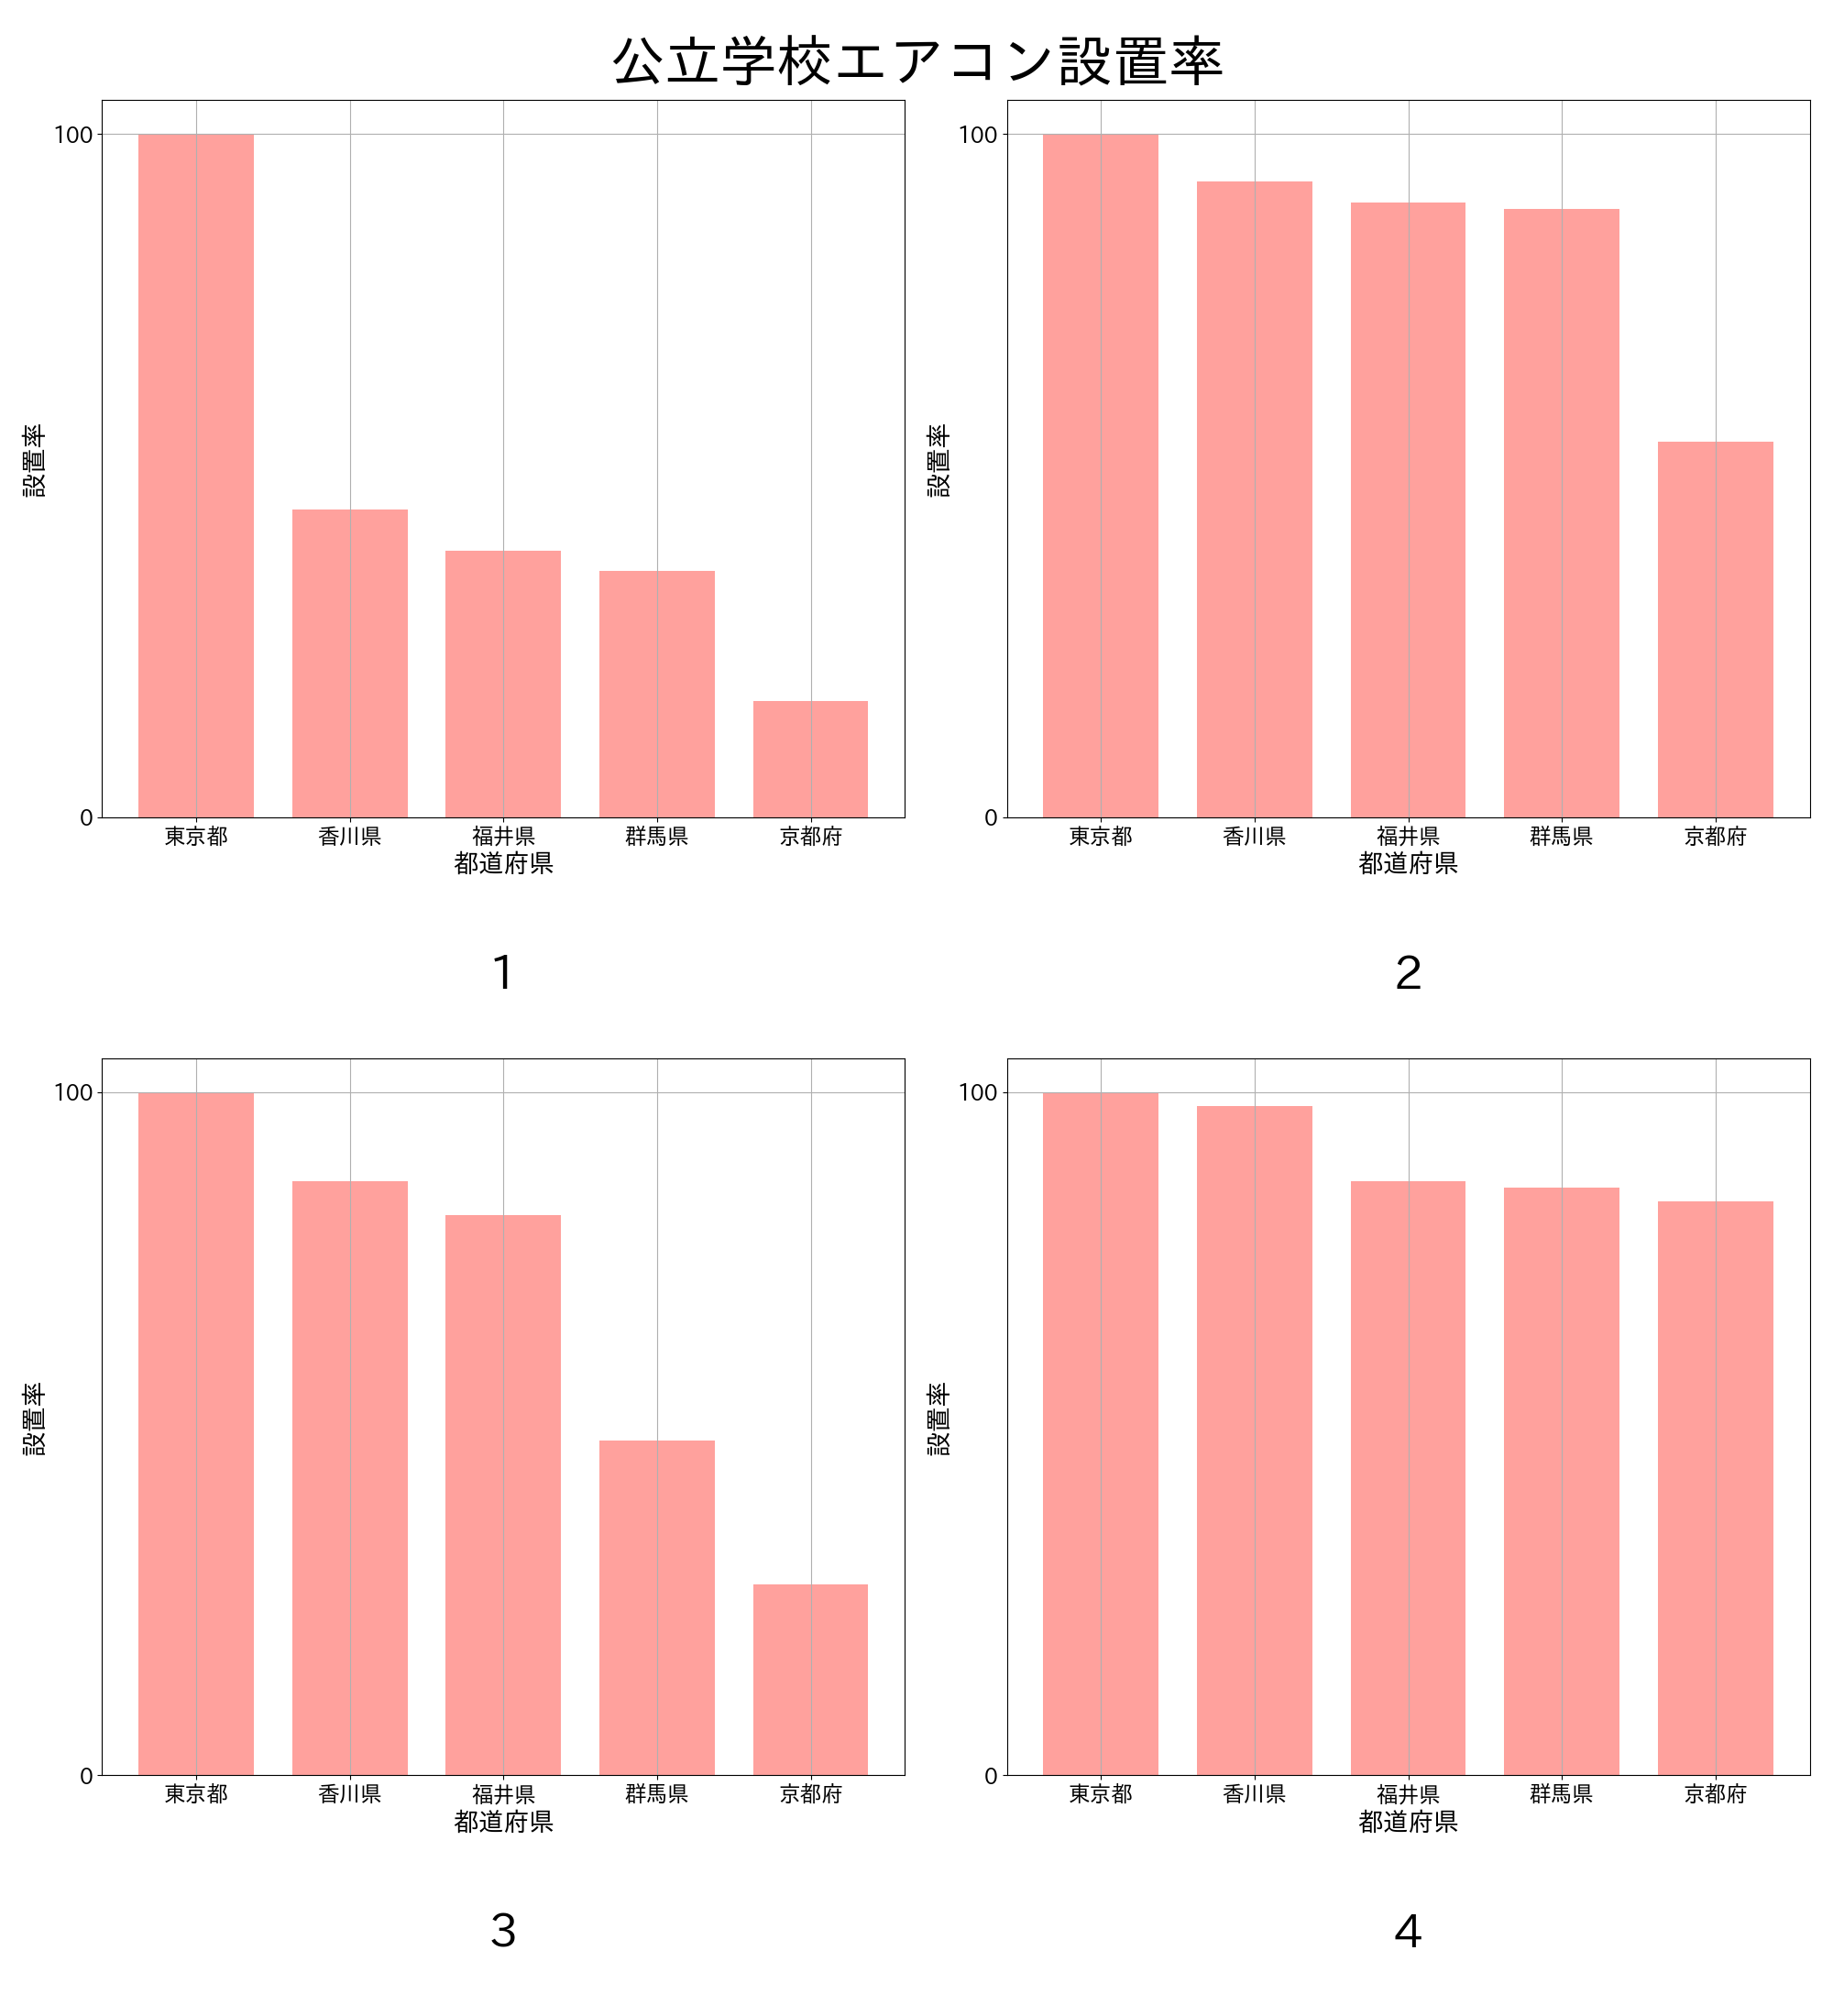 公立学校エアコン設置率
100
設置率
0
東京都 香川県 福井県 群馬県 京都府
都道府県
1
100
設置率
0
東京都 香川県 福井県 群馬県 京都府
都道府県
2
100
設置率
0
東京都 香川県 福井県 群馬県 京都府
都道府県
3
100
設置率
0
東京都 香川県 福井県 群馬県 京都府
都道府県
4